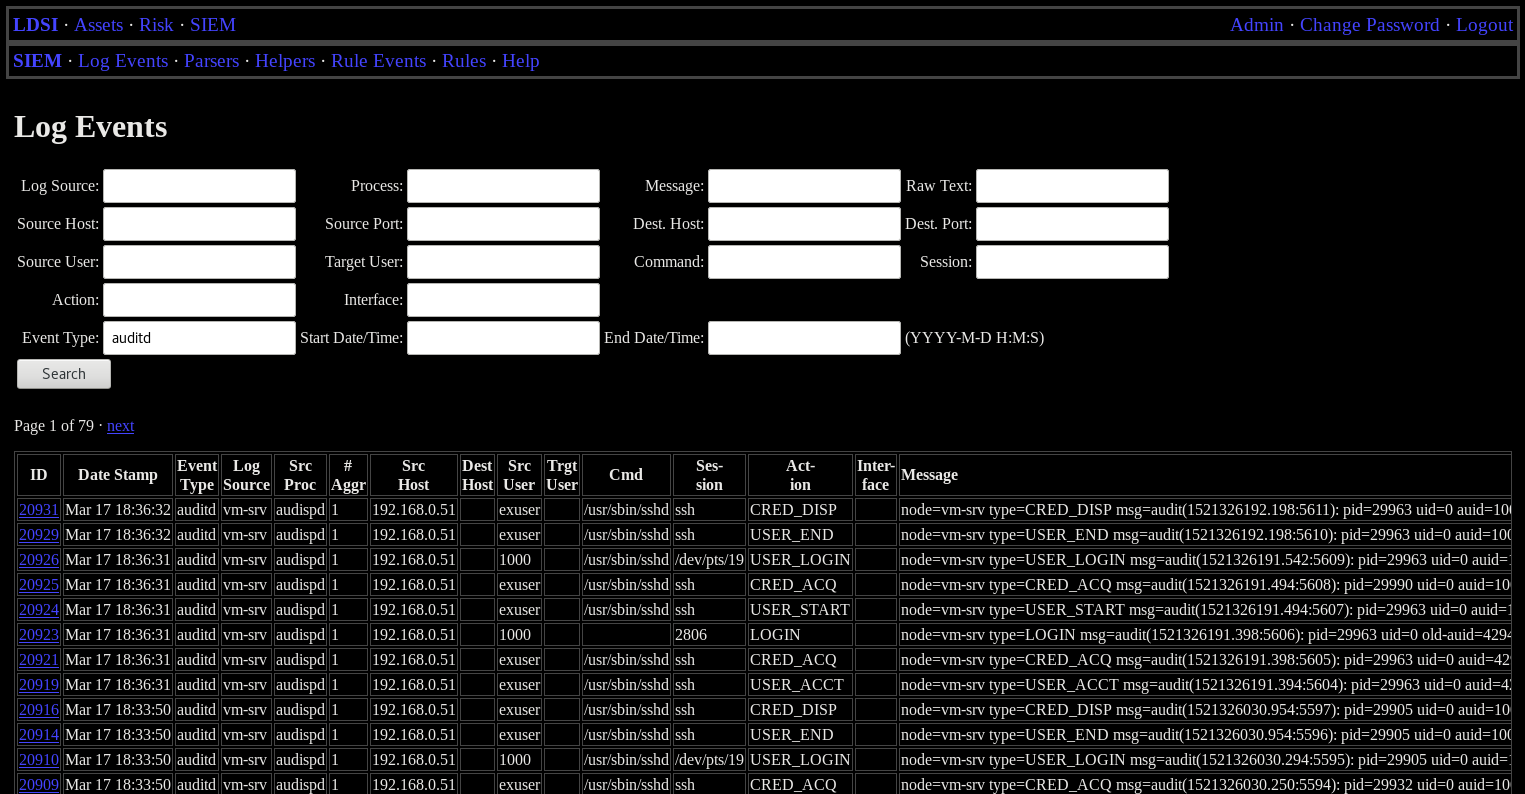 LDSI · Assets · Risk · SIEM Admin · Change Password · Logout
SIEM · Log Events · Parsers · Helpers · Rule Events · Rules · Help
Log Events
Log Source: Process: Message: Raw Text:
Source Host: Source Port: Dest. Host: Dest. Port:
Source User: Target User: Command: Session:
Action: Interface:
Event Type: auditd Start Date/Time: End Date/Time: (YYYY-M-D H:M:S)
Search
Page 1 of 79 · next
ID Date Stamp Event Type Log Source Src Proc # Aggr Src Host Dest Host Src User Trgt User Cmd Ses-sion Act-ion Inter-face Message
20931 Mar 17 18:36:32 auditd vm-srv audispd 1 192.168.0.51 exuser /usr/sbin/sshd ssh CRED_DISP node=vm-srv type=CRED_DISP msg=audit(1521326192.198:5611): pid=29963 uid=0 auid=100
20929 Mar 17 18:36:32 auditd vm-srv audispd 1 192.168.0.51 exuser /usr/sbin/sshd ssh USER_END node=vm-srv type=USER_END msg=audit(1521326192.198:5610): pid=29963 uid=0 auid=100
20926 Mar 17 18:36:31 auditd vm-srv audispd 1 192.168.0.51 1000 /usr/sbin/sshd /dev/pts/19 USER_LOGIN node=vm-srv type=USER_LOGIN msg=audit(1521326191.542:5609): pid=29963 uid=0 auid=1
20925 Mar 17 18:36:31 auditd vm-srv audispd 1 192.168.0.51 exuser /usr/sbin/sshd ssh CRED_ACQ node=vm-srv type=CRED_ACQ msg=audit(1521326191.494:5608): pid=29990 uid=0 auid=100
20924 Mar 17 18:36:31 auditd vm-srv audispd 1 192.168.0.51 exuser /usr/sbin/sshd ssh USER_START node=vm-srv type=USER_START msg=audit(1521326191.494:5607): pid=29963 uid=0 auid=1
20923 Mar 17 18:36:31 auditd vm-srv audispd 1 192.168.0.51 1000 2806 LOGIN node=vm-srv type=LOGIN msg=audit(1521326191.398:5606): pid=29963 uid=0 old-auid=4294
20921 Mar 17 18:36:31 auditd vm-srv audispd 1 192.168.0.51 exuser /usr/sbin/sshd ssh CRED_ACQ node=vm-srv type=CRED_ACQ msg=audit(1521326191.398:5605): pid=29963 uid=0 auid=429
20919 Mar 17 18:36:31 auditd vm-srv audispd 1 192.168.0.51 exuser /usr/sbin/sshd ssh USER_ACCT node=vm-srv type=USER_ACCT msg=audit(1521326191.394:5604): pid=29963 uid=0 auid=42
20916 Mar 17 18:33:50 auditd vm-srv audispd 1 192.168.0.51 exuser /usr/sbin/sshd ssh CRED_DISP node=vm-srv type=CRED_DISP msg=audit(1521326030.954:5597): pid=29905 uid=0 auid=100
20914 Mar 17 18:33:50 auditd vm-srv audispd 1 192.168.0.51 exuser /usr/sbin/sshd ssh USER_END node=vm-srv type=USER_END msg=audit(1521326030.954:5596): pid=29905 uid=0 auid=100
20910 Mar 17 18:33:50 auditd vm-srv audispd 1 192.168.0.51 1000 /usr/sbin/sshd /dev/pts/19 USER_LOGIN node=vm-srv type=USER_LOGIN msg=audit(1521326030.294:5595): pid=29905 uid=0 auid=1
20909 Mar 17 18:33:50 auditd vm-srv audispd 1 192.168.0.51 exuser /usr/sbin/sshd ssh CRED_ACQ node=vm-srv type=CRED_ACQ msg=audit(1521326030.250:5594): pid=29932 uid=0 auid=100